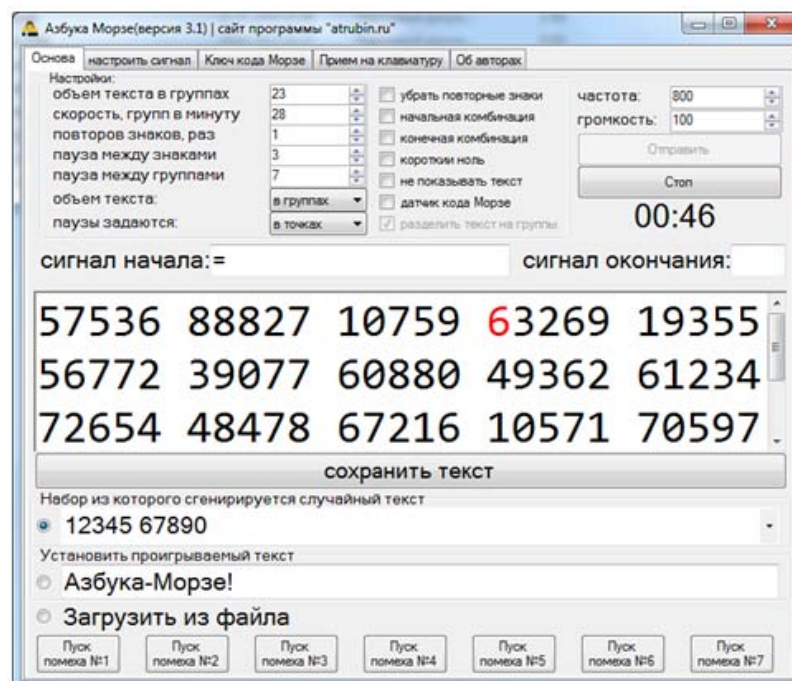 Азбука Морзе(версия 3.1) | сайт программы "atrubin.ru"
Основа настроить сигнал Ключ кода Морзе Прием на клавиатуру Об авторах
Настройки:
объем текста в группах 23
скорость, групп в минуту 28
повторов знаков, раз 1
пауза между знаками 3
пауза между группами 7
объем текста: в группах
паузы задаются: в точках
убрать повторные знаки
начальная комбинация
конечная комбинация
короткии ноль
не показывать текст
датчик кода Морзе
разделить текст на группы
частота: 800
громкость: 100
Отправить
Стоп
00:46
сигнал начала:= сигнал окончания:
57536 88827 10759 63269 19355
56772 39077 60880 49362 61234
72654 48478 67216 10571 70597
сохранить текст
Набор из которого сгенирируется случайный текст
12345 67890
Установить проигрываемый текст
Азбука-Морзе!
Загрузить из файла
Пуск помеха №1
Пуск помеха №2
Пуск помеха №3
Пуск помеха №4
Пуск помеха №5
Пуск помеха №6
Пуск помеха №7